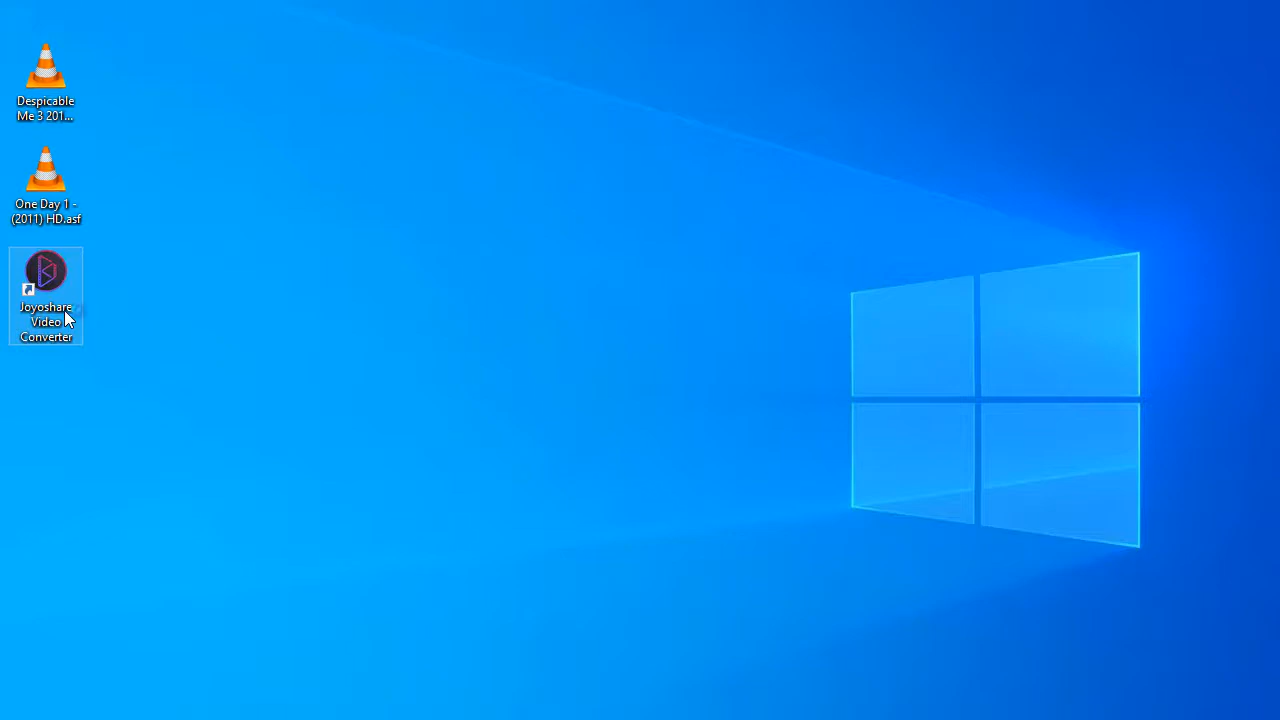 Despicable
Me 3 201...
One Day 1 -
(2011) HD.asf
Joyoshare
Video
Converter